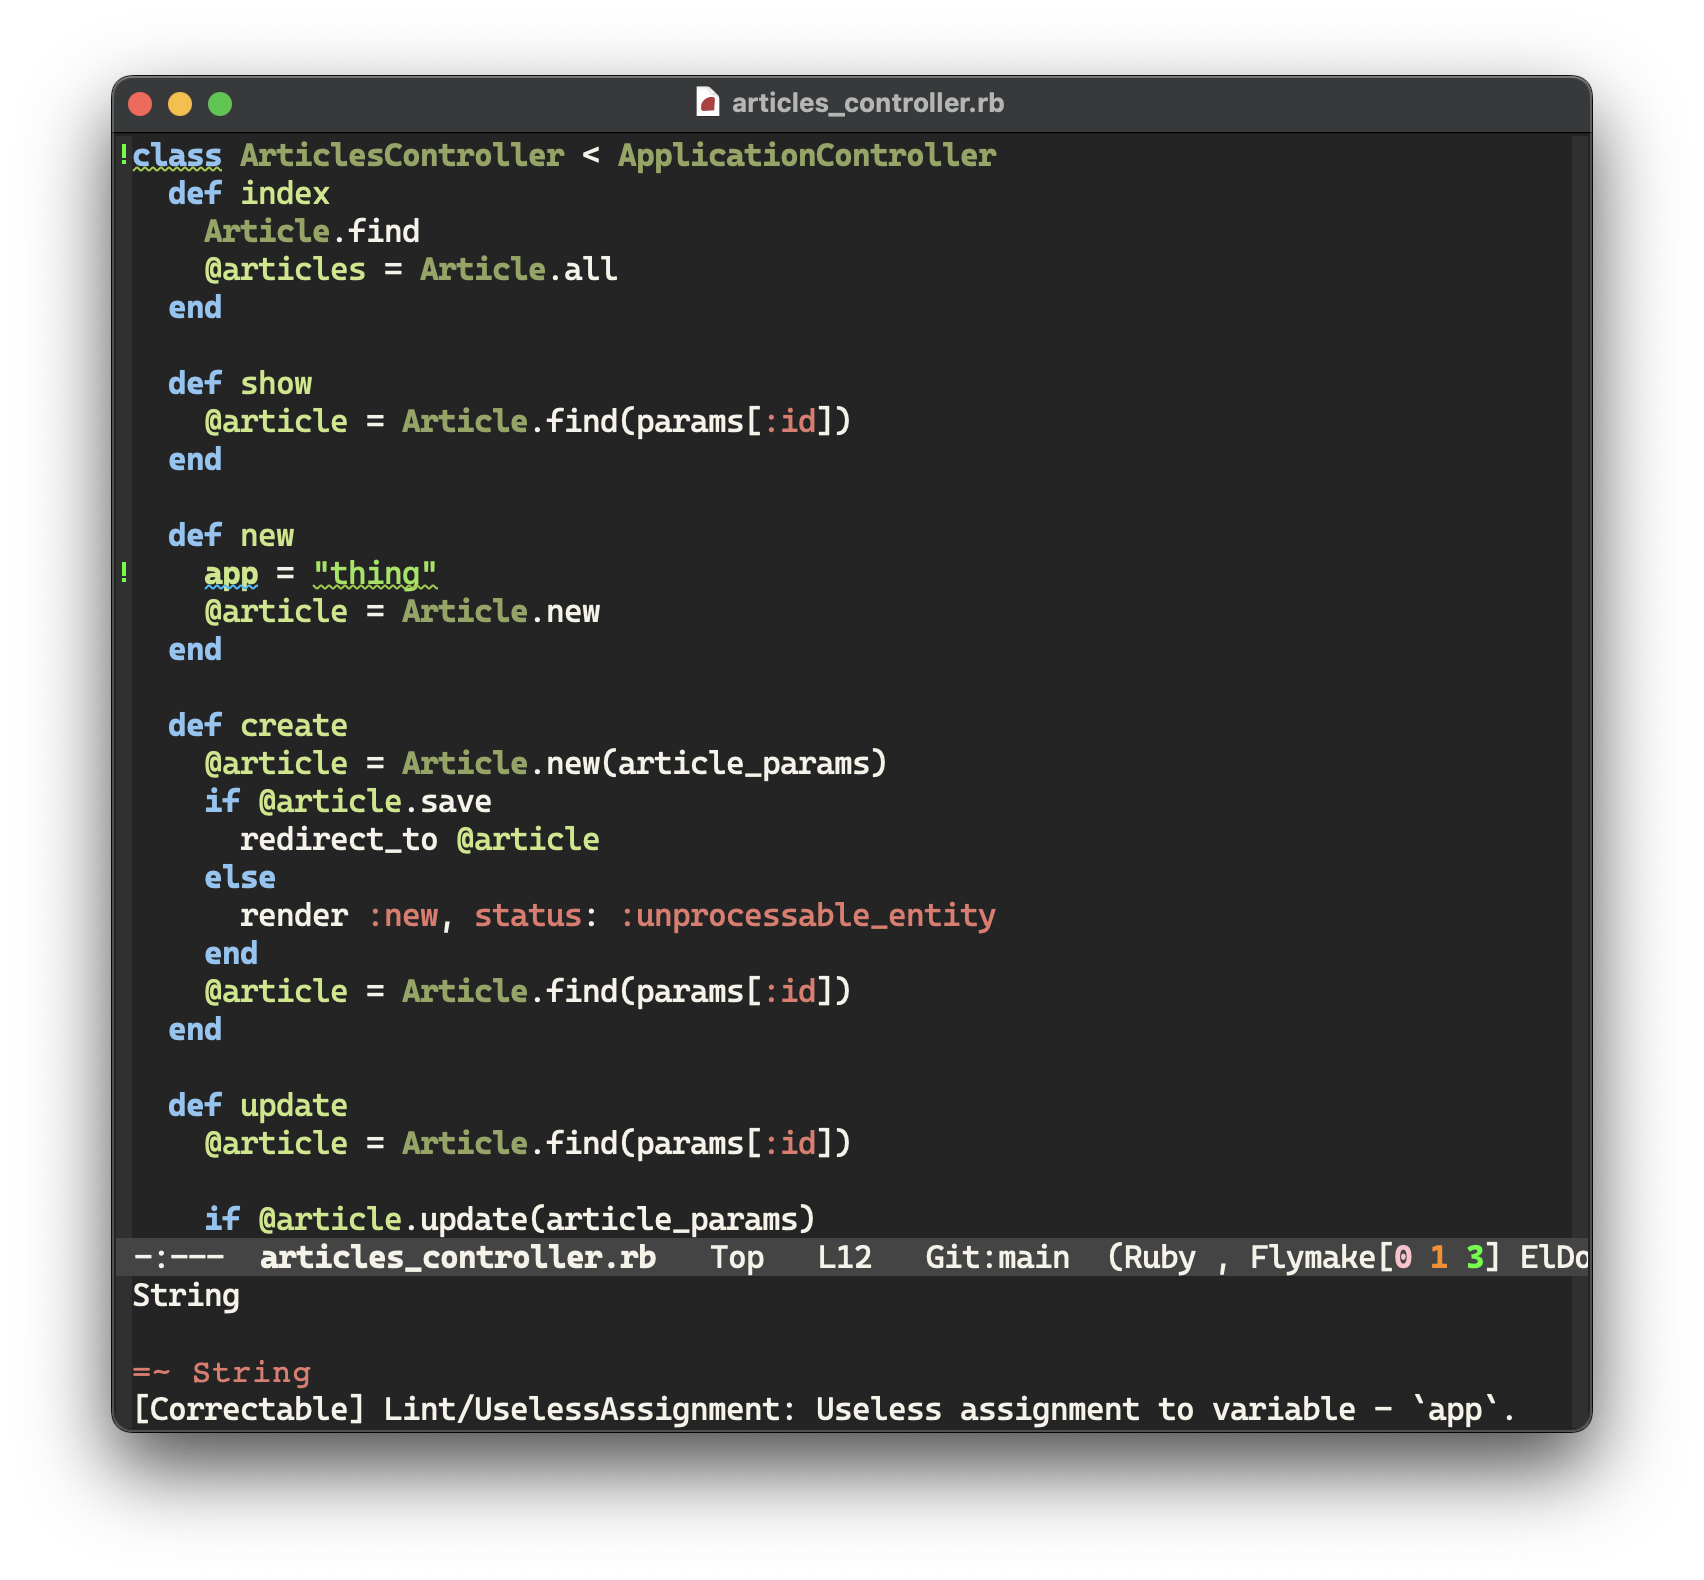 articles_controller.rb
!class ArticlesController < ApplicationController
  def index
    Article.find
    @articles = Article.all
  end

  def show
    @article = Article.find(params[:id])
  end

  def new
!    app = "thing"
    @article = Article.new
  end

  def create
    @article = Article.new(article_params)
    if @article.save
      redirect_to @article
    else
      render :new, status: :unprocessable_entity
    end
    @article = Article.find(params[:id])
  end

  def update
    @article = Article.find(params[:id])

    if @article.update(article_params)
-:---  articles_controller.rb   Top   L12   Git:main  (Ruby , Flymake[0 1 3] ElDo
String

=~ String
[Correctable] Lint/UselessAssignment: Useless assignment to variable - `app`.